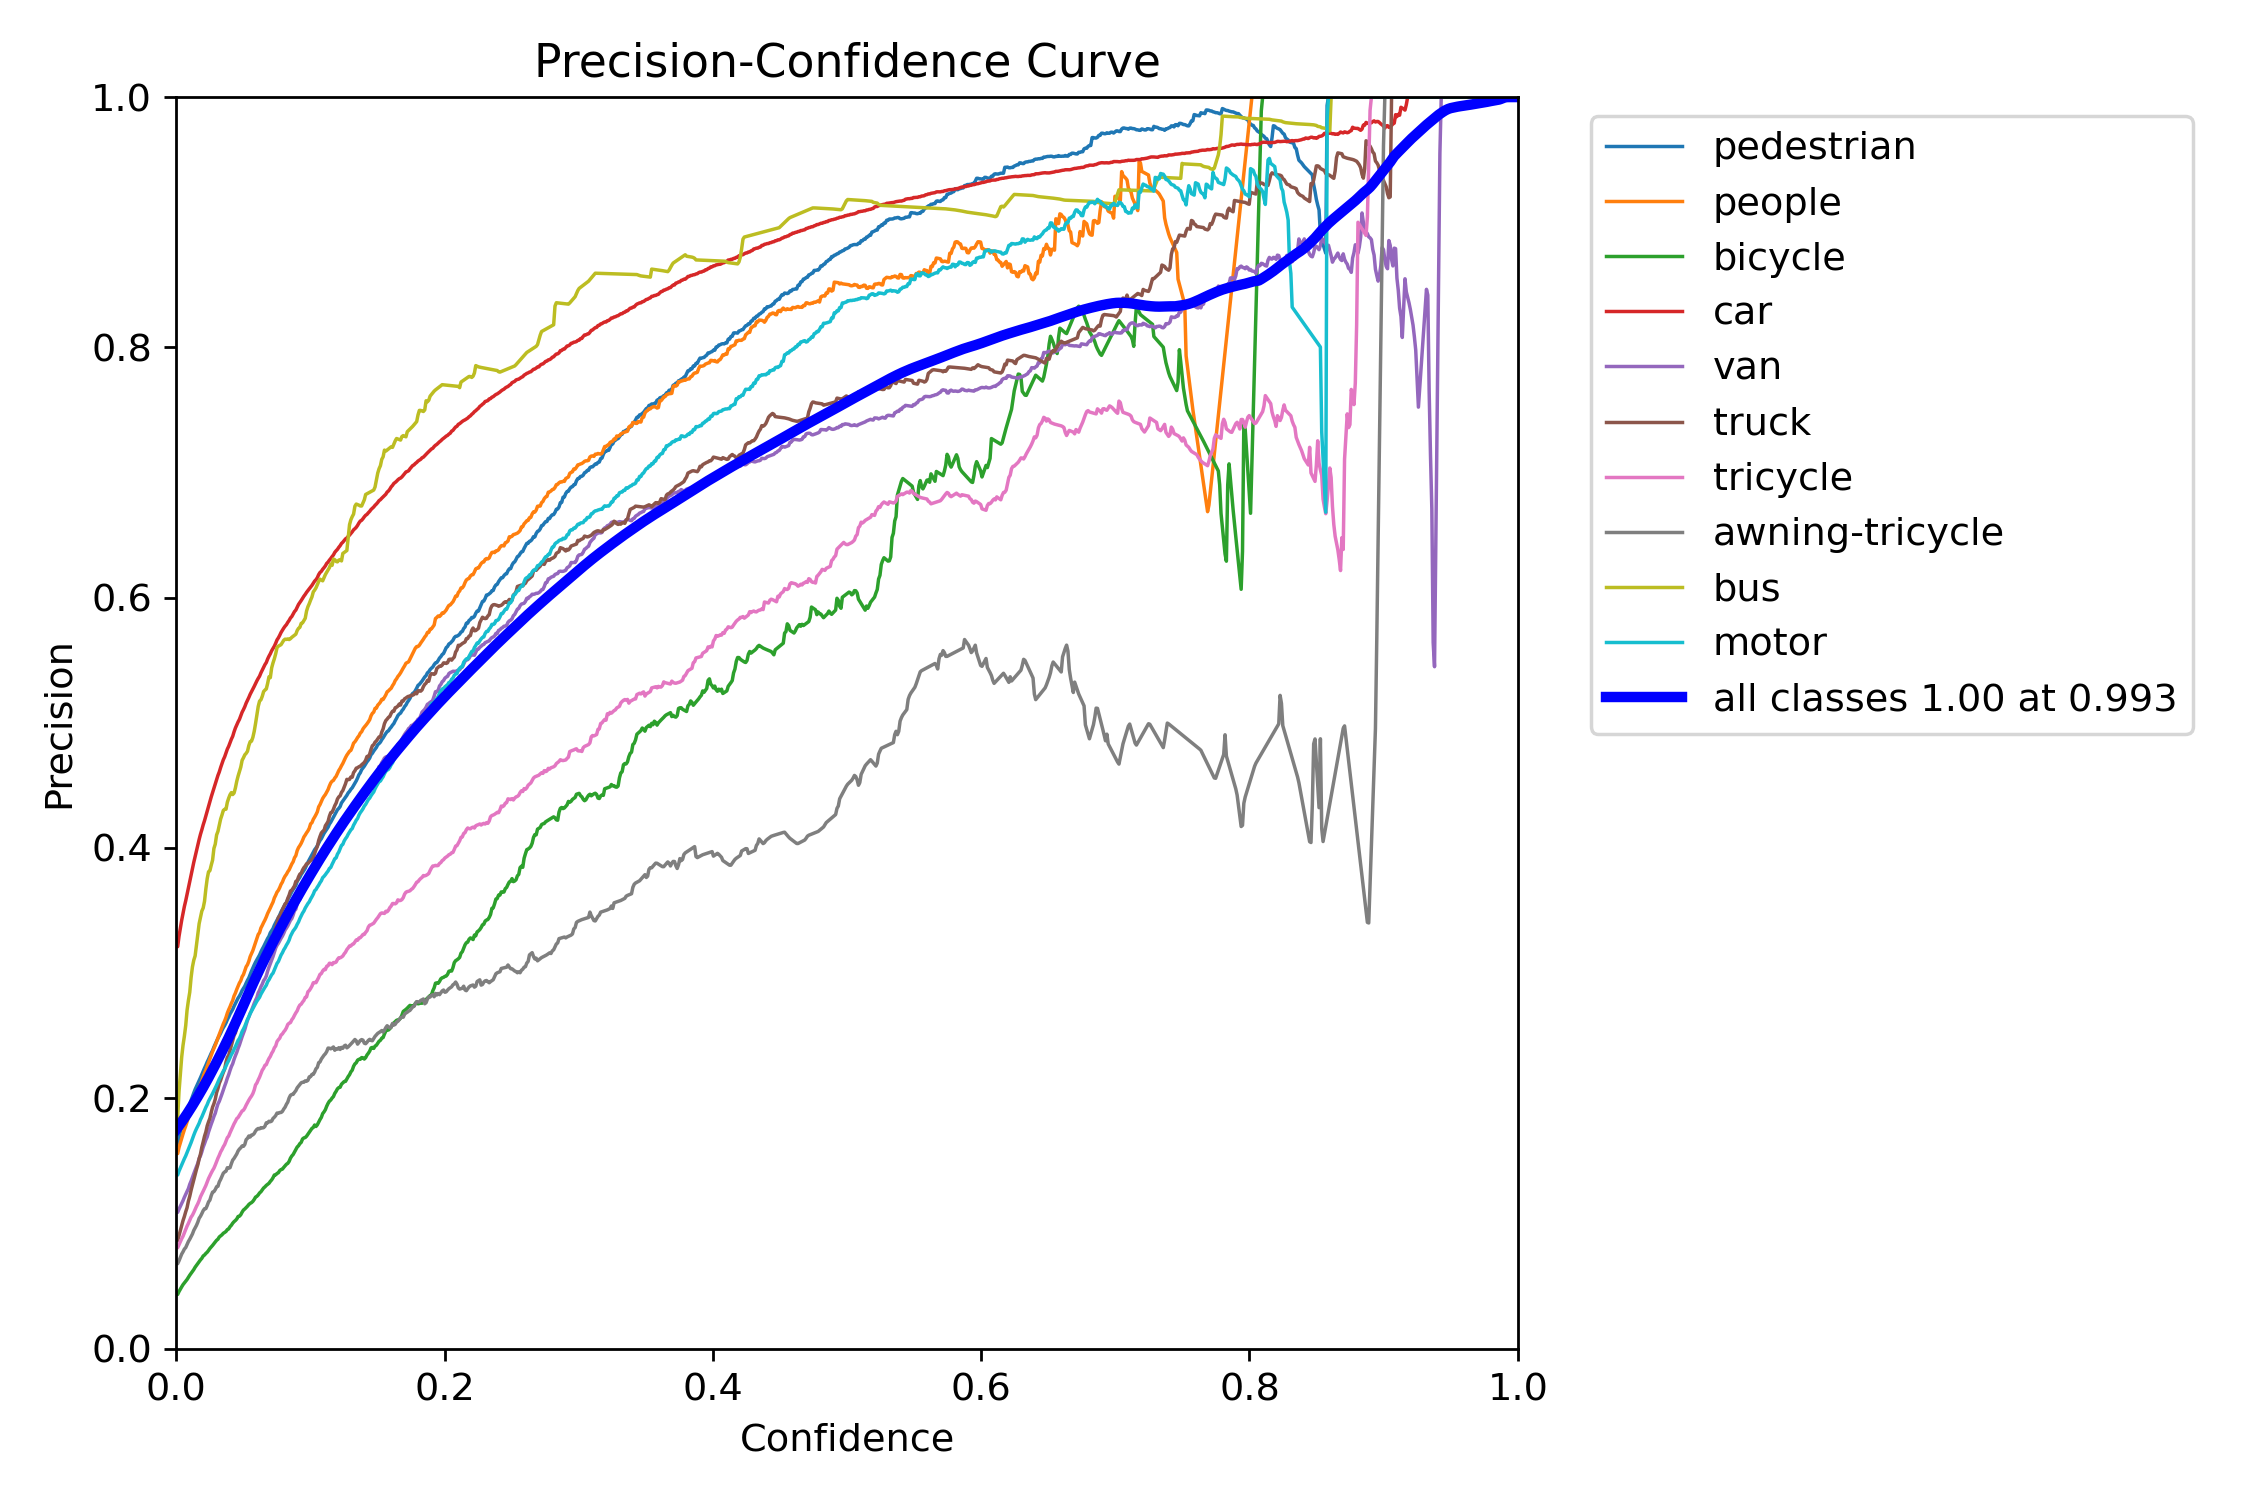 Precision-Confidence Curve
1.0
0.8
0.6
0.4
0.2
0.0
Precision
0.0 0.2 0.4 0.6 0.8 1.0
Confidence
pedestrian
people
bicycle
car
van
truck
tricycle
awning-tricycle
bus
motor
all classes 1.00 at 0.993